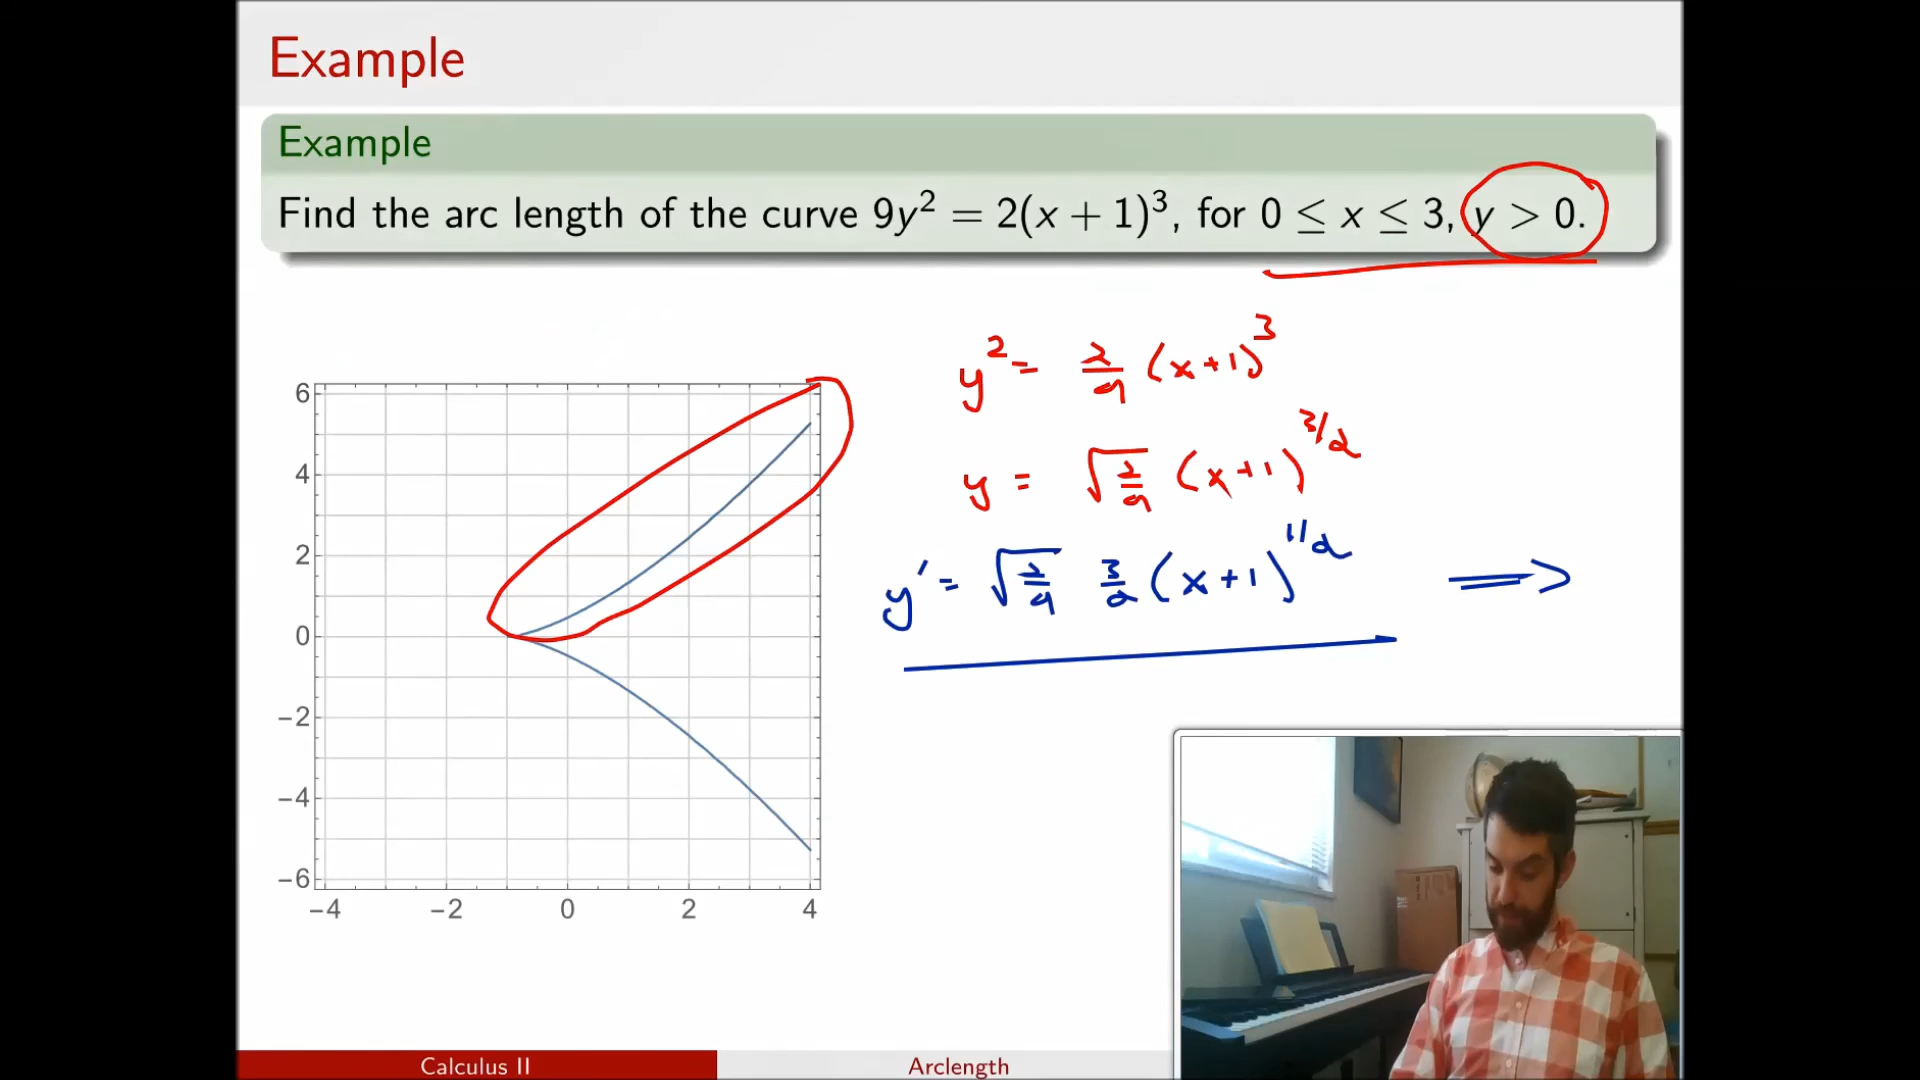 Example
Example
Find the arc length of the curve 9y² = 2(x + 1)³, for 0 ≤ x ≤ 3, y > 0.
y² = 2/9 (x+1)³
y = √(2/9) (x+1)^(3/2)
y' = √(2/9) 3/2 (x+1)^(1/2) ⟹
6
4
2
0
−2
−4
−6
−4 −2 0 2 4
Calculus II Arclength